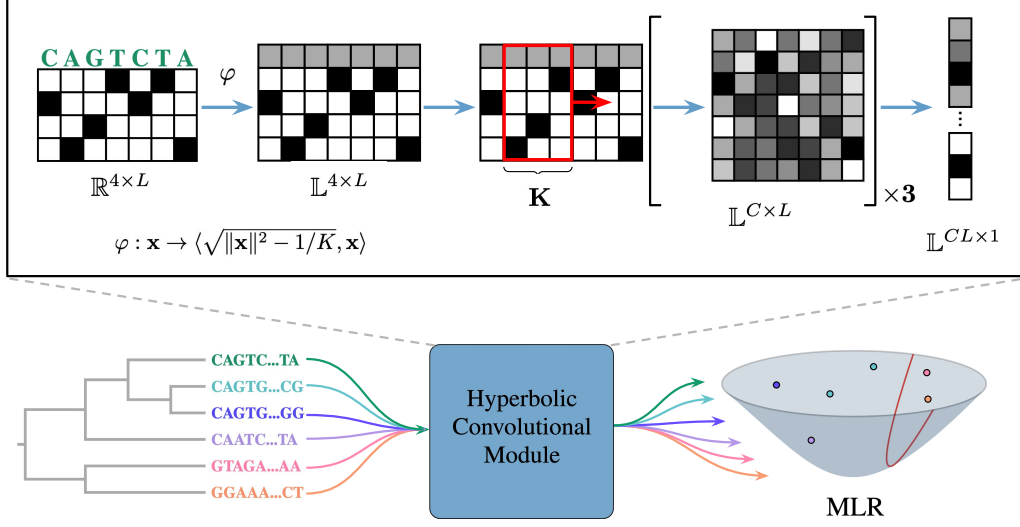 C A G T C T A
φ
ℝ^{4×L}
𝕃^{4×L}
K
𝕃^{C×L}
×3
𝕃^{CL×1}
φ : x → ⟨√(‖x‖² − 1/K), x⟩
CAGTC...TA
CAGTG...CG
CAGTG...GG
CAATC...TA
GTAGA...AA
GGAAA...CT
Hyperbolic
Convolutional
Module
MLR